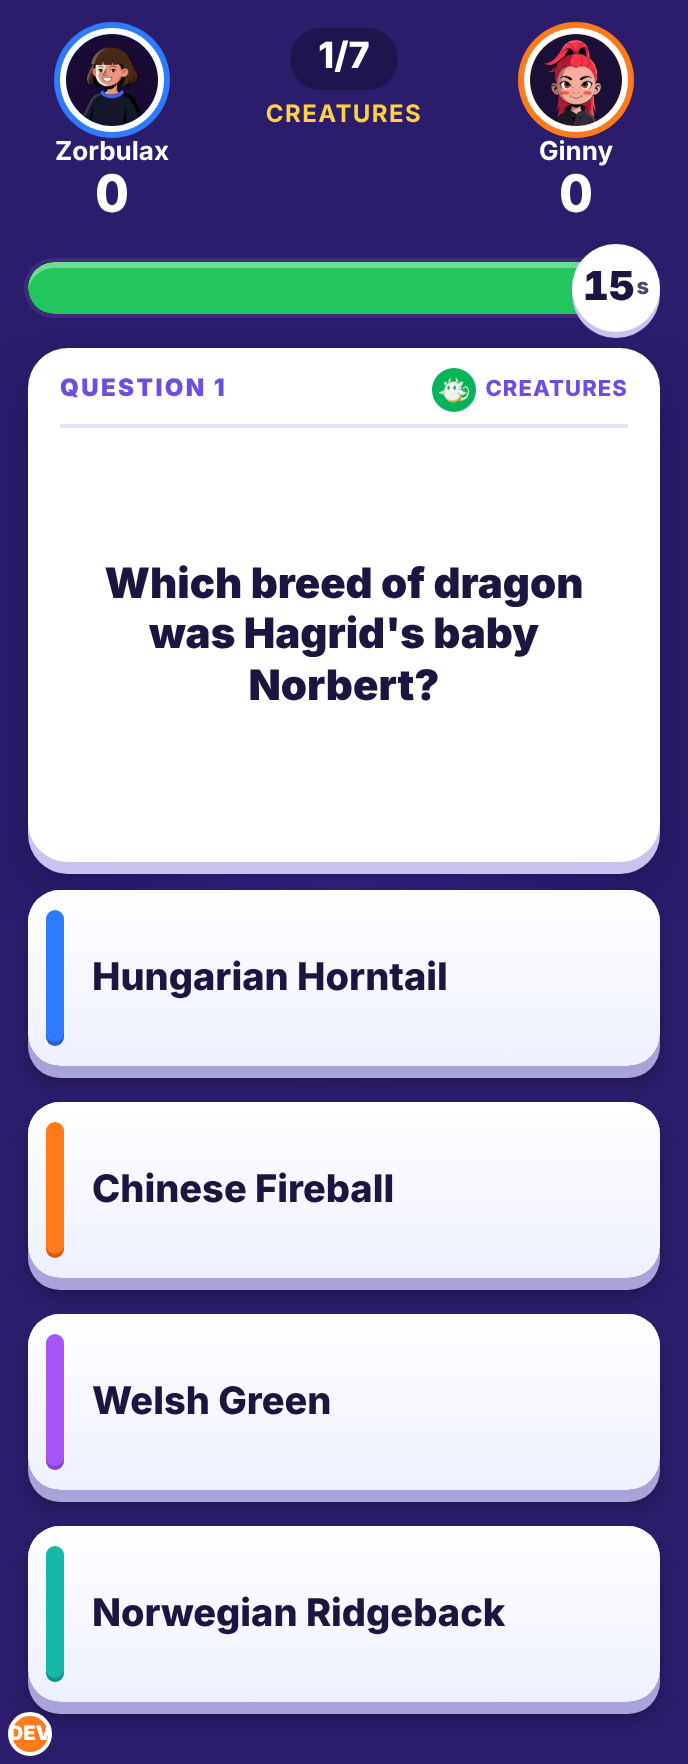 1/7
CREATURES
Zorbulax
0
Ginny
0
15s
QUESTION 1
CREATURES
Which breed of dragon
was Hagrid's baby
Norbert?
Hungarian Horntail
Chinese Fireball
Welsh Green
Norwegian Ridgeback
DEV